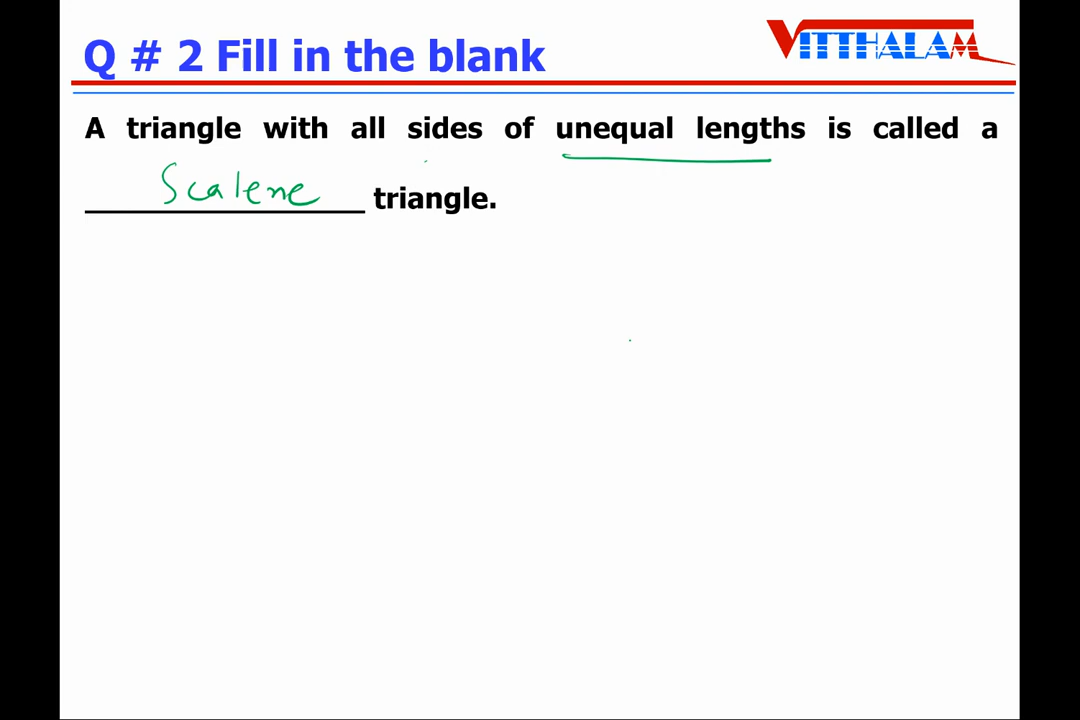 Q # 2 Fill in the blank
VITTHALAM
A triangle with all sides of unequal lengths is called a
Scalene triangle.